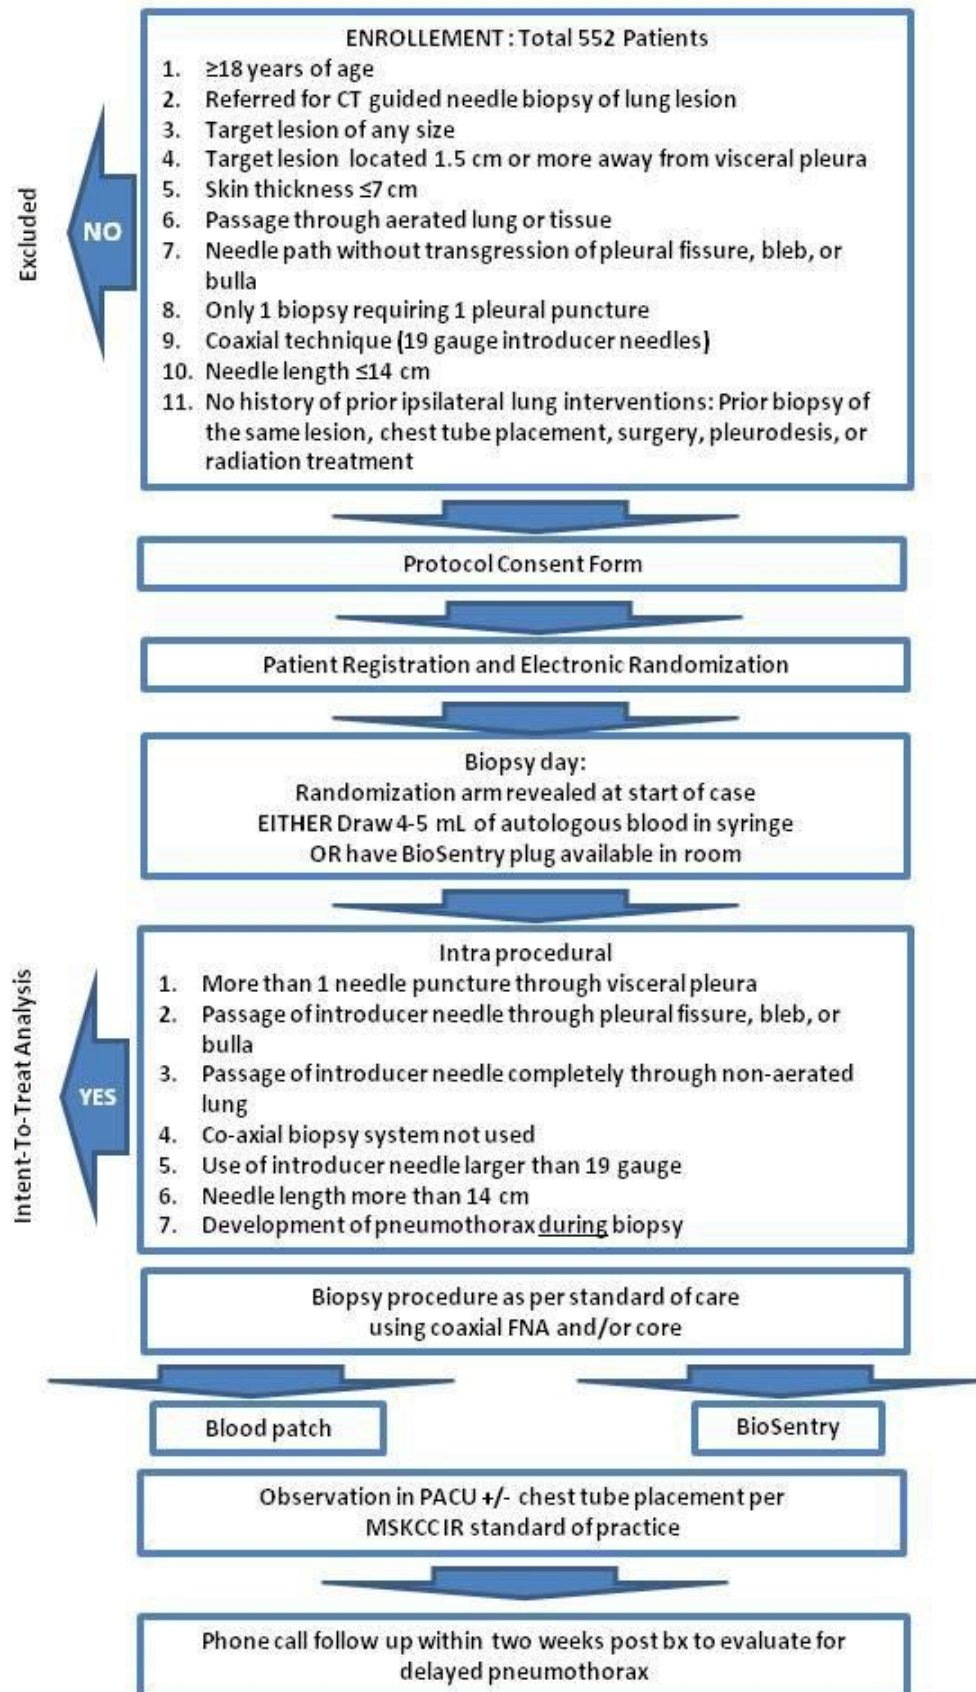 ENROLLEMENT : Total 552 Patients
1. ≥18 years of age
2. Referred for CT guided needle biopsy of lung lesion
3. Target lesion of any size
4. Target lesion located 1.5 cm or more away from visceral pleura
5. Skin thickness ≤7 cm
6. Passage through aerated lung or tissue
7. Needle path without transgression of pleural fissure, bleb, or
bulla
8. Only 1 biopsy requiring 1 pleural puncture
9. Coaxial technique (19 gauge introducer needles)
10. Needle length ≤14 cm
11. No history of prior ipsilateral lung interventions: Prior biopsy of
the same lesion, chest tube placement, surgery, pleurodesis, or
radiation treatment
NO
Excluded
Protocol Consent Form
Patient Registration and Electronic Randomization
Biopsy day:
Randomization arm revealed at start of case
EITHER Draw 4-5 mL of autologous blood in syringe
OR have BioSentry plug available in room
Intra procedural
1. More than 1 needle puncture through visceral pleura
2. Passage of introducer needle through pleural fissure, bleb, or
bulla
3. Passage of introducer needle completely through non-aerated
lung
4. Co-axial biopsy system not used
5. Use of introducer needle larger than 19 gauge
6. Needle length more than 14 cm
7. Development of pneumothorax during biopsy
YES
Intent-To-Treat Analysis
Biopsy procedure as per standard of care
using coaxial FNA and/or core
Blood patch
BioSentry
Observation in PACU +/- chest tube placement per
MSKCC IR standard of practice
Phone call follow up within two weeks post bx to evaluate for
delayed pneumothorax